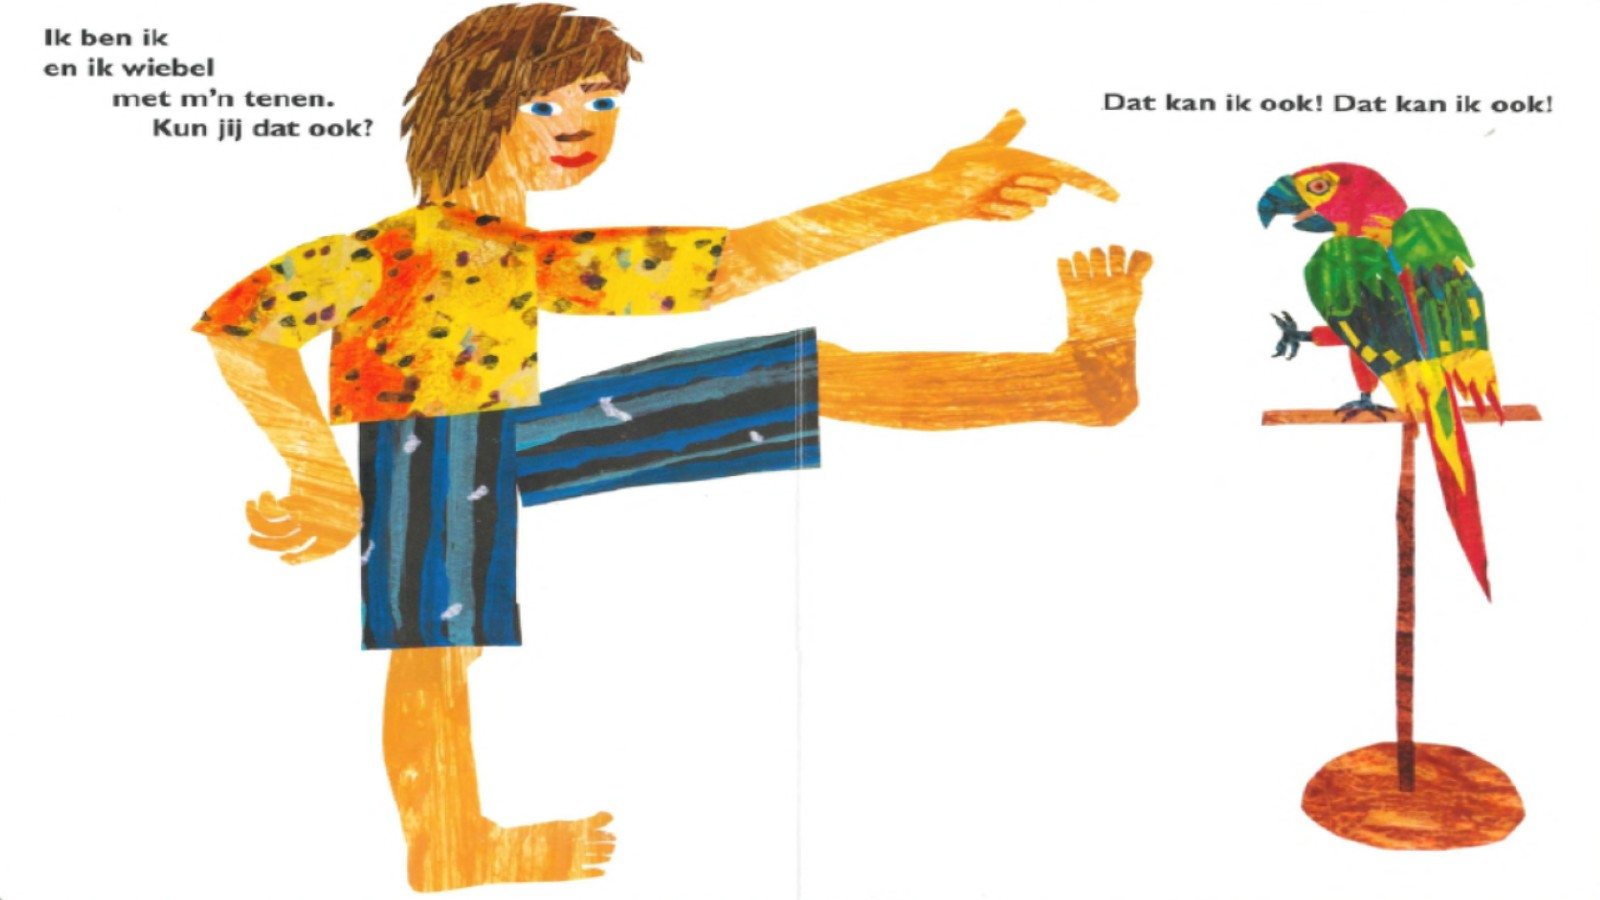 Ik ben ik
en ik wiebel
met m'n tenen.
Kun jij dat ook?
Dat kan ik ook! Dat kan ik ook!